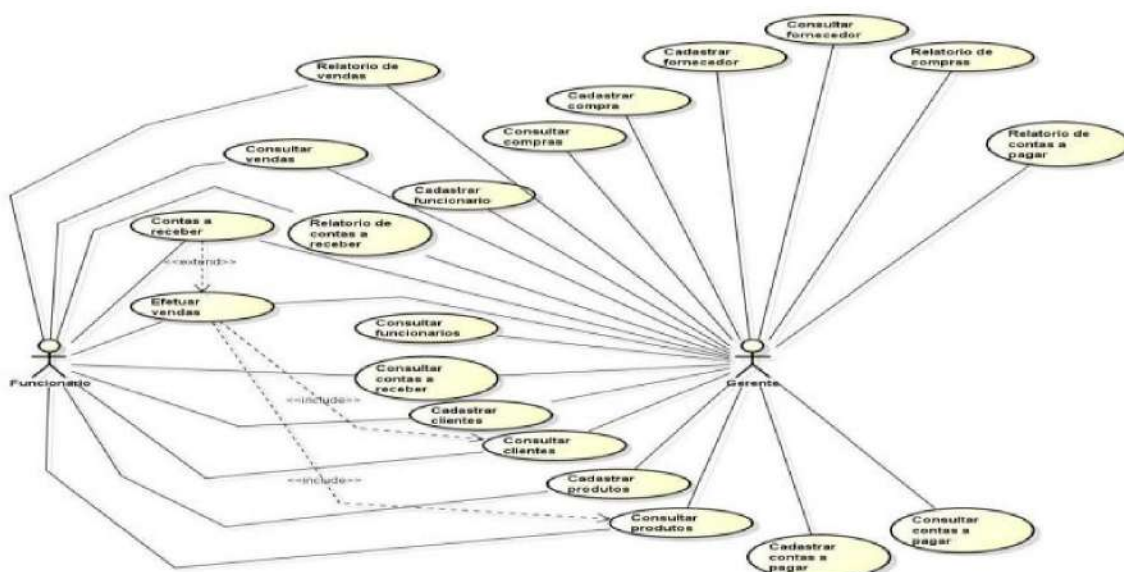 Consultar
fornecedor
Cadastrar
fornecedor
Relatorio de
compras
Relatorio de
vendas
Cadastrar
compra
Consultar
compras
Relatorio de
contas a
pagar
Consultar
vendas
Cadastrar
funcionario
Contas a
receber
Relatorio de
contas a
receber
<<extend>>
Efetuar
vendas
Consultar
funcionarios
Funcionario
Gerente
Consultar
contas a
receber
<<include>>
Cadastrar
clientes
Consultar
clientes
<<include>>
Cadastrar
produtos
Consultar
produtos
Consultar
contas a
pagar
Cadastrar
contas a
pagar